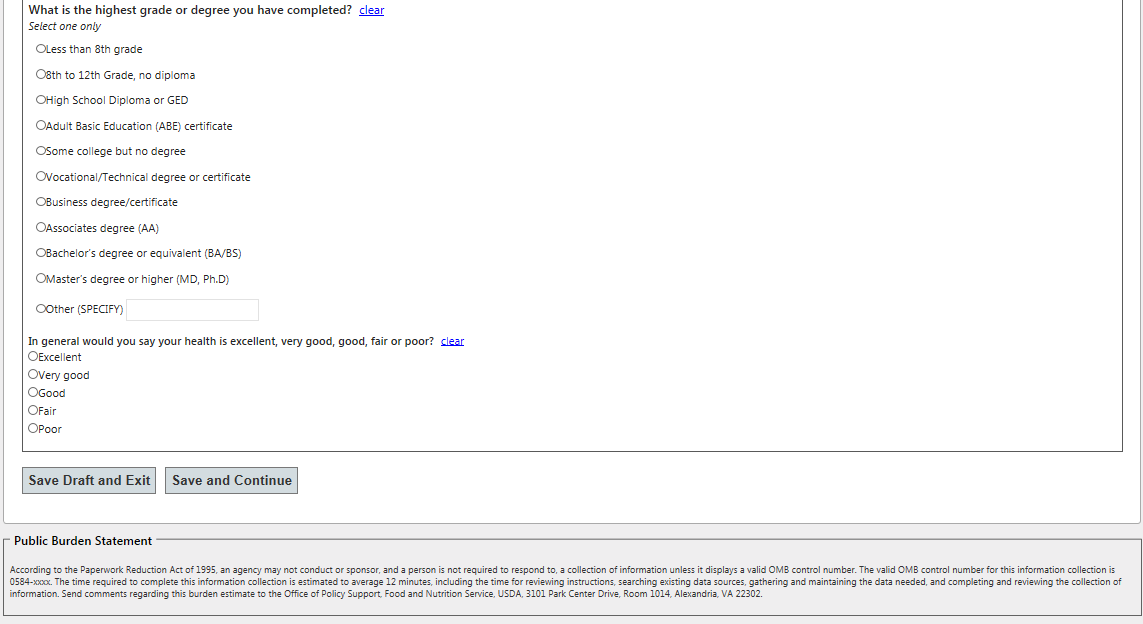 What is the highest grade or degree you have completed? clear
Select one only
Less than 8th grade
8th to 12th Grade, no diploma
High School Diploma or GED
Adult Basic Education (ABE) certificate
Some college but no degree
Vocational/Technical degree or certificate
Business degree/certificate
Associates degree (AA)
Bachelor's degree or equivalent (BA/BS)
Master's degree or higher (MD, Ph.D)
Other (SPECIFY)
In general would you say your health is excellent, very good, good, fair or poor? clear
Excellent
Very good
Good
Fair
Poor
Save Draft and Exit Save and Continue
Public Burden Statement
According to the Paperwork Reduction Act of 1995, an agency may not conduct or sponsor, and a person is not required to respond to, a collection of information unless it displays a valid OMB control number. The valid OMB control number for this information collection is
0584-xxxx. The time required to complete this information collection is estimated to average 12 minutes, including the time for reviewing instructions, searching existing data sources, gathering and maintaining the data needed, and completing and reviewing the collection of
information. Send comments regarding this burden estimate to the Office of Policy Support, Food and Nutrition Service, USDA, 3101 Park Center Drive, Room 1014, Alexandria, VA 22302.